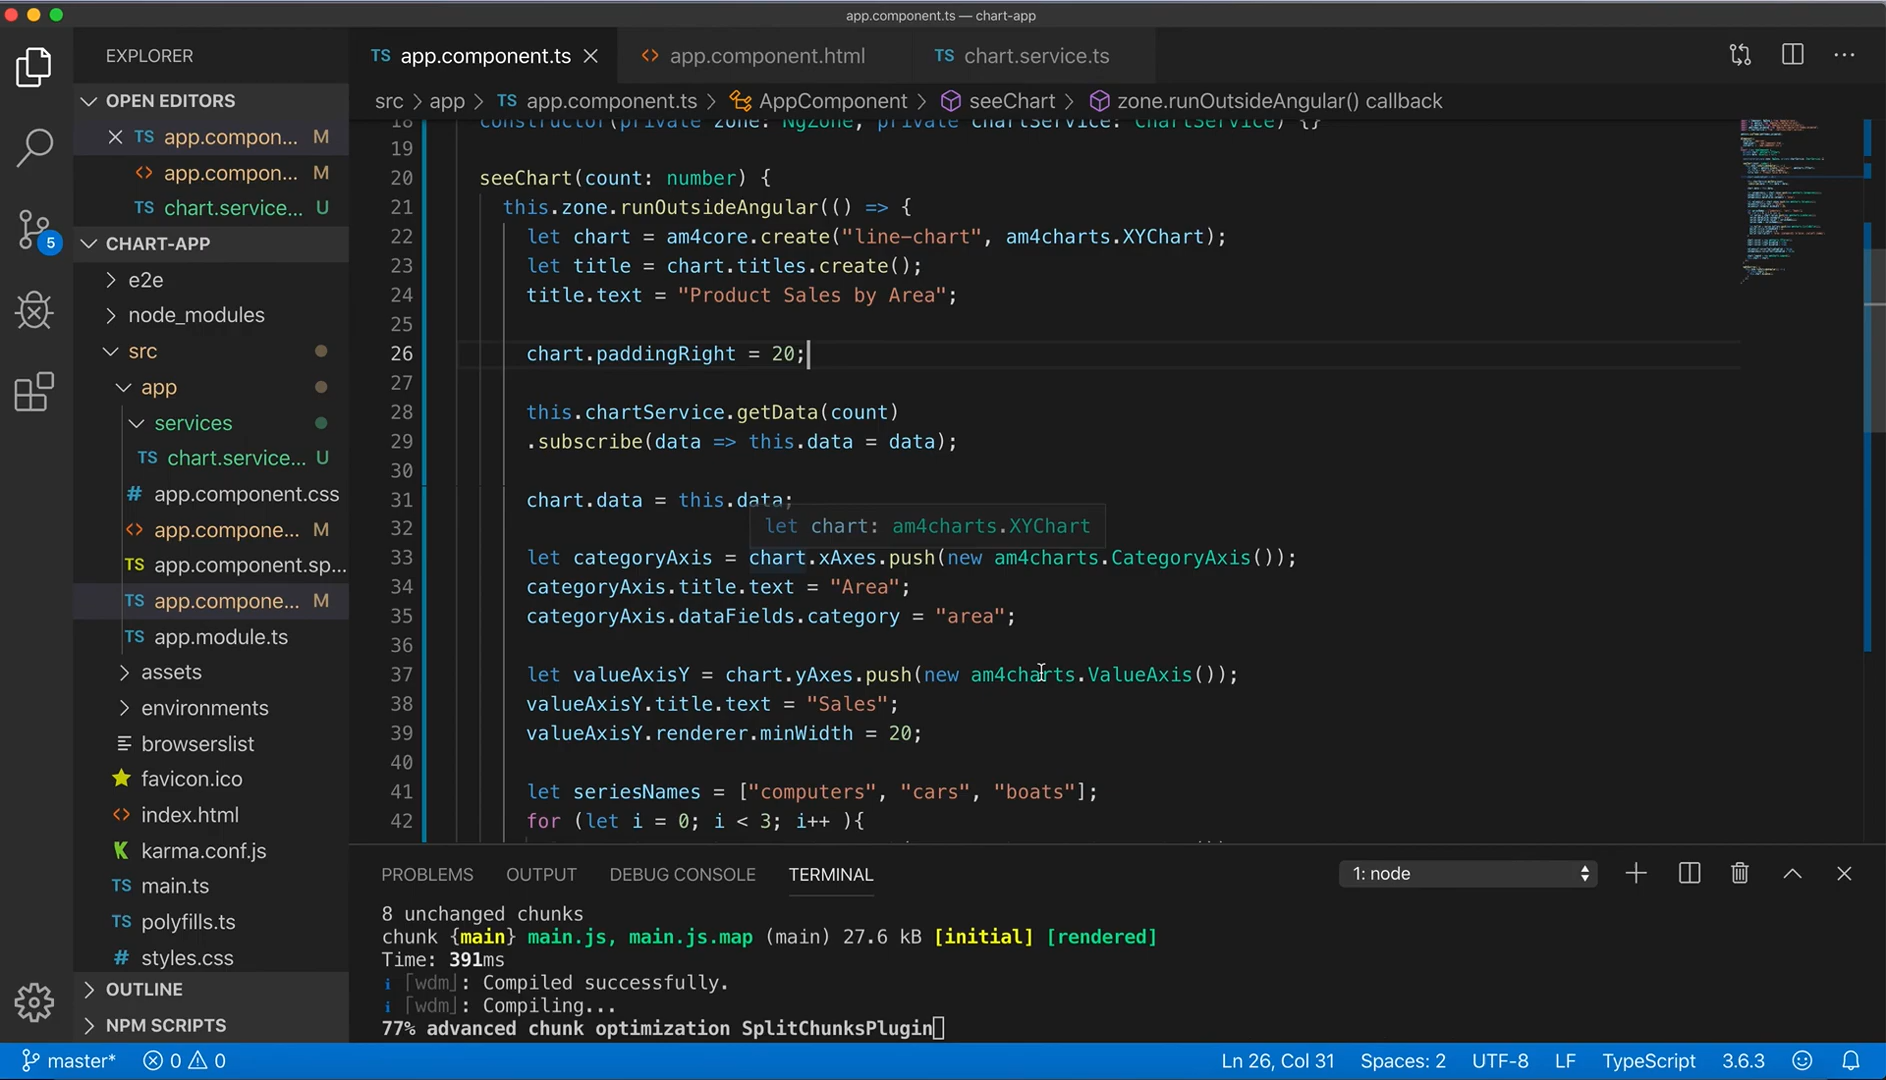 app.component.ts — chart-app
EXPLORER
TS app.component.ts
<> app.component.html
TS chart.service.ts
src > app > TS app.component.ts > AppComponent > seeChart > zone.runOutsideAngular() callback
OPEN EDITORS
TS app.compon... M
<> app.compon... M
TS chart.service... U
5
CHART-APP
e2e
node_modules
src
app
services
TS chart.service... U
# app.component.css
<> app.compone... M
TS app.component.sp...
TS app.compone... M
TS app.module.ts
assets
environments
browserslist
favicon.ico
<> index.html
karma.conf.js
TS main.ts
TS polyfills.ts
# styles.css
OUTLINE
NPM SCRIPTS
18 constructor(private zone: NgZone, private chartService: ChartService) {}
19
20 seeChart(count: number) {
21 this.zone.runOutsideAngular(() => {
22 let chart = am4core.create("line-chart", am4charts.XYChart);
23 let title = chart.titles.create();
24 title.text = "Product Sales by Area";
25
26 chart.paddingRight = 20;
27
28 this.chartService.getData(count)
29 .subscribe(data => this.data = data);
30
31 chart.data = this.data;
let chart: am4charts.XYChart
32
33 let categoryAxis = chart.xAxes.push(new am4charts.CategoryAxis());
34 categoryAxis.title.text = "Area";
35 categoryAxis.dataFields.category = "area";
36
37 let valueAxisY = chart.yAxes.push(new am4charts.ValueAxis());
38 valueAxisY.title.text = "Sales";
39 valueAxisY.renderer.minWidth = 20;
40
41 let seriesNames = ["computers", "cars", "boats"];
42 for (let i = 0; i < 3; i++ ){
PROBLEMS OUTPUT DEBUG CONSOLE TERMINAL 1: node
8 unchanged chunks
chunk {main} main.js, main.js.map (main) 27.6 kB [initial] [rendered]
Time: 391ms
i ｢wdm｣: Compiled successfully.
i ｢wdm｣: Compiling...
77% advanced chunk optimization SplitChunksPlugin
master* 0 0 Ln 26, Col 31 Spaces: 2 UTF-8 LF TypeScript 3.6.3